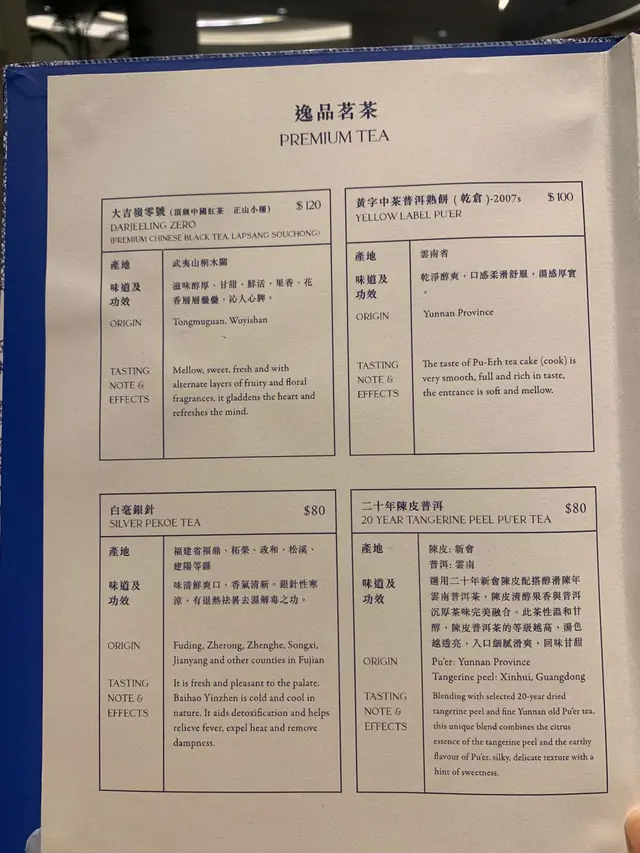 逸品茗茶
PREMIUM TEA
大吉嶺零號 (頂級中國紅茶 正山小種) $120
DARJEELING ZERO
(PREMIUM CHINESE BLACK TEA, LAPSANG SOUCHONG)
產地 武夷山桐木關
味道及 滋味醇厚、甘甜、鮮活，果香、花
功效 香層層疊疊，沁人心脾。
ORIGIN Tongmuguan, Wuyishan
TASTING Mellow, sweet, fresh and with
NOTE & alternate layers of fruity and floral
EFFECTS fragrances, it gladdens the heart and
refreshes the mind.
黃字中茶普洱熟餅 ( 乾倉 )-2007s $100
YELLOW LABEL PU'ER
產地 雲南省
味道及 乾淨醇爽，口感柔滑舒服，湯感厚實
功效 。
ORIGIN Yunnan Province
TASTING The taste of Pu-Erh tea cake (cook) is
NOTE & very smooth, full and rich in taste,
EFFECTS the entrance is soft and mellow.
白毫銀針 $80
SILVER PEKOE TEA
產地 福建省福鼎、柘榮、政和、松溪、
建陽等縣
味道及 味清鮮爽口，香氣清新。銀針性寒
功效 涼，有退熱祛暑去濕解毒之功。
ORIGIN Fuding, Zherong, Zhenghe, Songxi,
Jianyang and other counties in Fujian
TASTING It is fresh and pleasant to the palate.
NOTE & Baihao Yinzhen is cold and cool in
EFFECTS nature. It aids detoxification and helps
relieve fever, expel heat and remove
dampness.
二十年陳皮普洱 $80
20 YEAR TANGERINE PEEL PU'ER TEA
產地 陳皮: 新會
普洱: 雲南
味道及 選用二十年新會陳皮配搭醇滑陳年
功效 雲南普洱茶，陳皮清醇果香與普洱
沉厚茶味完美融合。此茶性溫和甘
醇，陳皮普洱茶的等級越高，湯色
越透亮，入口細膩滑爽，回味甘甜
ORIGIN Pu'er: Yunnan Province
Tangerine peel: Xinhui, Guangdong
TASTING Blending with selected 20-year dried
NOTE & tangerine peel and fine Yunnan old Pu'er tea,
EFFECTS this unique blend combines the citrus
essence of the tangerine peel and the earthy
flavour of Pu'er. silky, delicate texture with a
hint of sweetness.